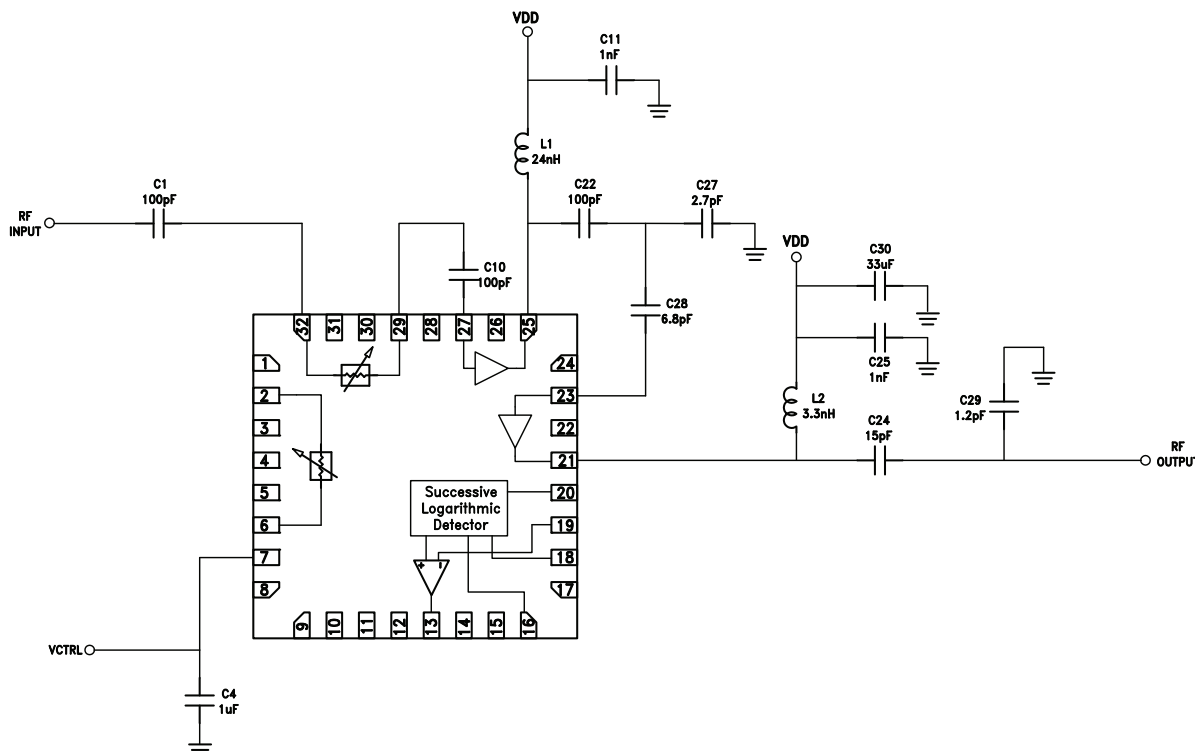 VDD
C11
1nF
L1
24nH
C1
100pF
C22
100pF
C27
2.7pF
RF
INPUT
VDD
C30
33uF
C10
100pF
C28
6.8pF
32
31
30
29
28
27
26
25
C25
1nF
1
24
L2
3.3nH
C29
1.2pF
2
23
C24
15pF
3
22
4
21
RF
OUTPUT
5
20
Successive
Logarithmic
Detector
6
19
7
18
+
-
8
17
9
10
11
12
13
14
15
16
VCTRL
C4
1uF